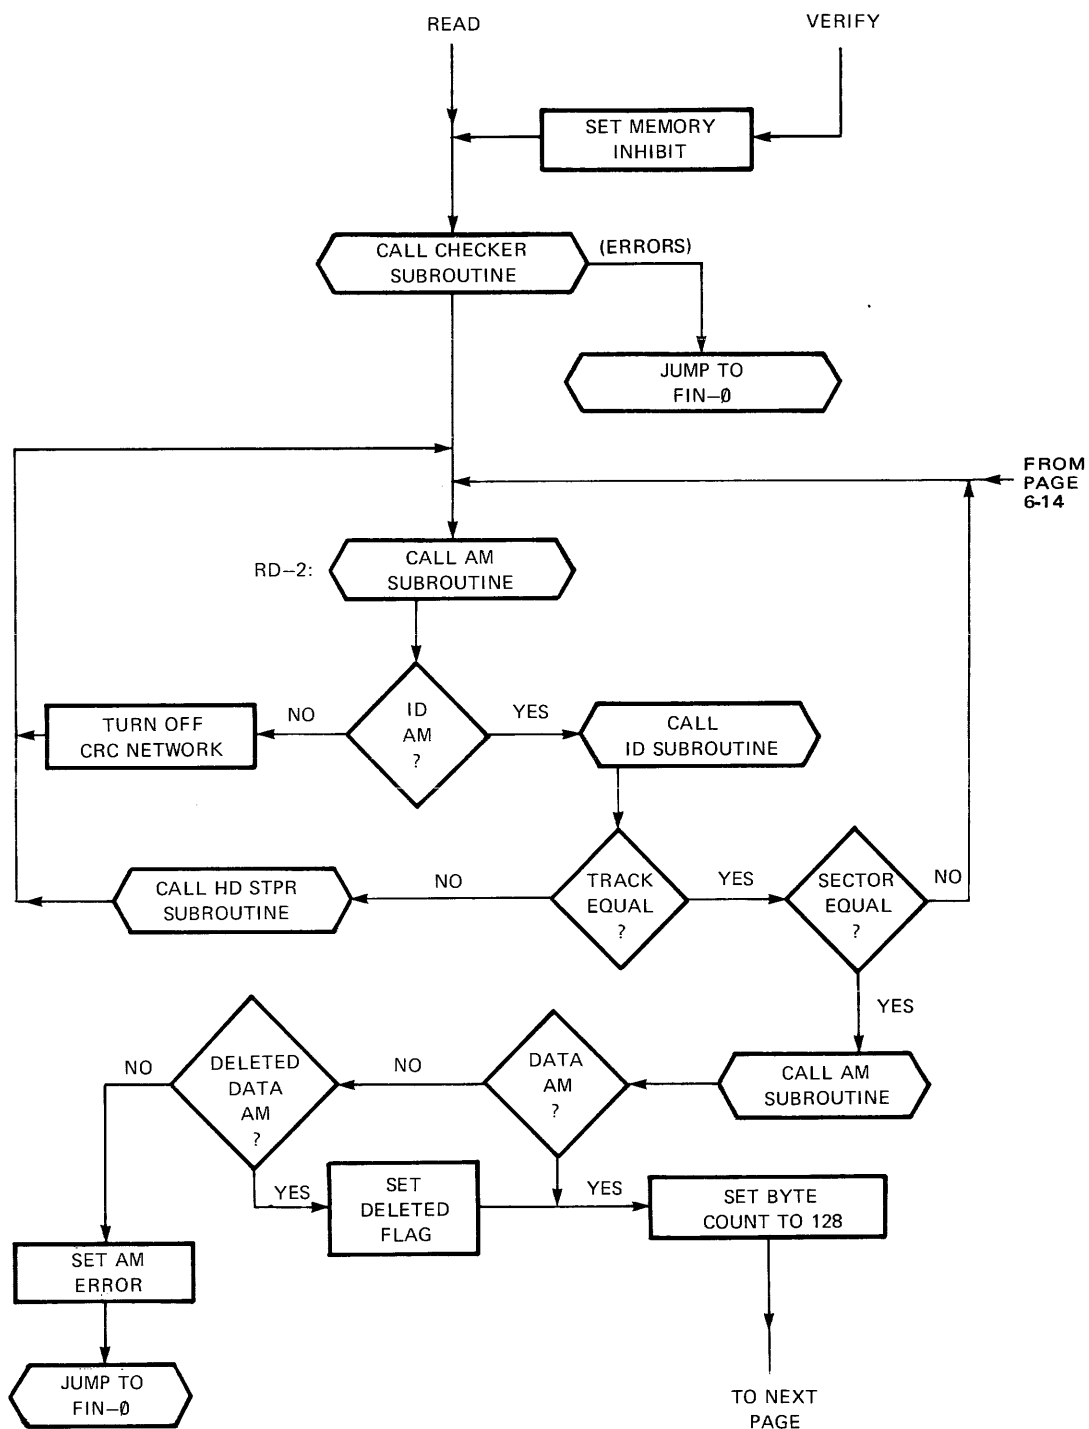 READ
VERIFY
SET MEMORY
INHIBIT
CALL CHECKER
SUBROUTINE
(ERRORS)
JUMP TO
FIN–Ø
FROM
PAGE
6-14
RD–2:
CALL AM
SUBROUTINE
TURN OFF
CRC NETWORK
NO
ID
AM
?
YES
CALL
ID SUBROUTINE
CALL HD STPR
SUBROUTINE
NO
TRACK
EQUAL
?
YES
SECTOR
EQUAL
?
NO
YES
NO
DELETED
DATA
AM
?
NO
DATA
AM
?
CALL AM
SUBROUTINE
YES
SET
DELETED
FLAG
YES
SET BYTE
COUNT TO 128
SET AM
ERROR
JUMP TO
FIN–Ø
TO NEXT
PAGE